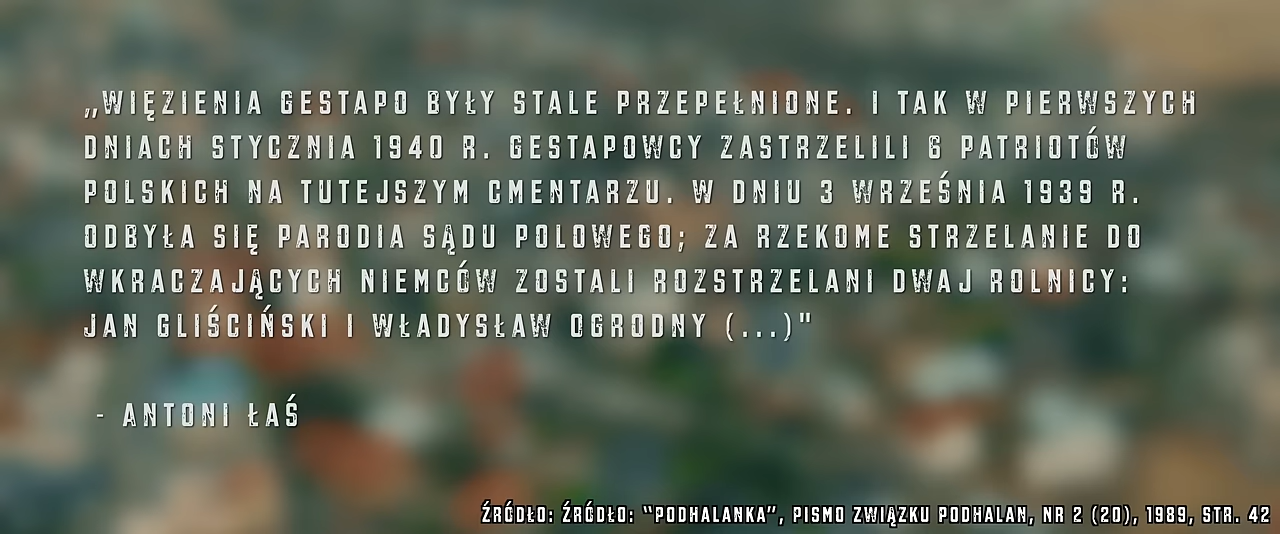 „WIĘZIENIA GESTAPO BYŁY STALE PRZEPEŁNIONE. I TAK W PIERWSZYCH
DNIACH STYCZNIA 1940 R. GESTAPOWCY ZASTRZELILI 6 PATRIOTÓW
POLSKICH NA TUTEJSZYM CMENTARZU. W DNIU 3 WRZEŚNIA 1939 R.
ODBYŁA SIĘ PARODIA SĄDU POLOWEGO; ZA RZEKOME STRZELANIE DO
WKRACZAJĄCYCH NIEMCÓW ZOSTALI ROZSTRZELANI DWAJ ROLNICY:
JAN GLIŚCIŃSKI I WŁADYSŁAW OGRODNY (...)"
- ANTONI ŁAŚ
ŹRÓDŁO: ŹRÓDŁO: "PODHALANKA", PISMO ZWIĄZKU PODHALAN, NR 2 (20), 1989, STR. 42